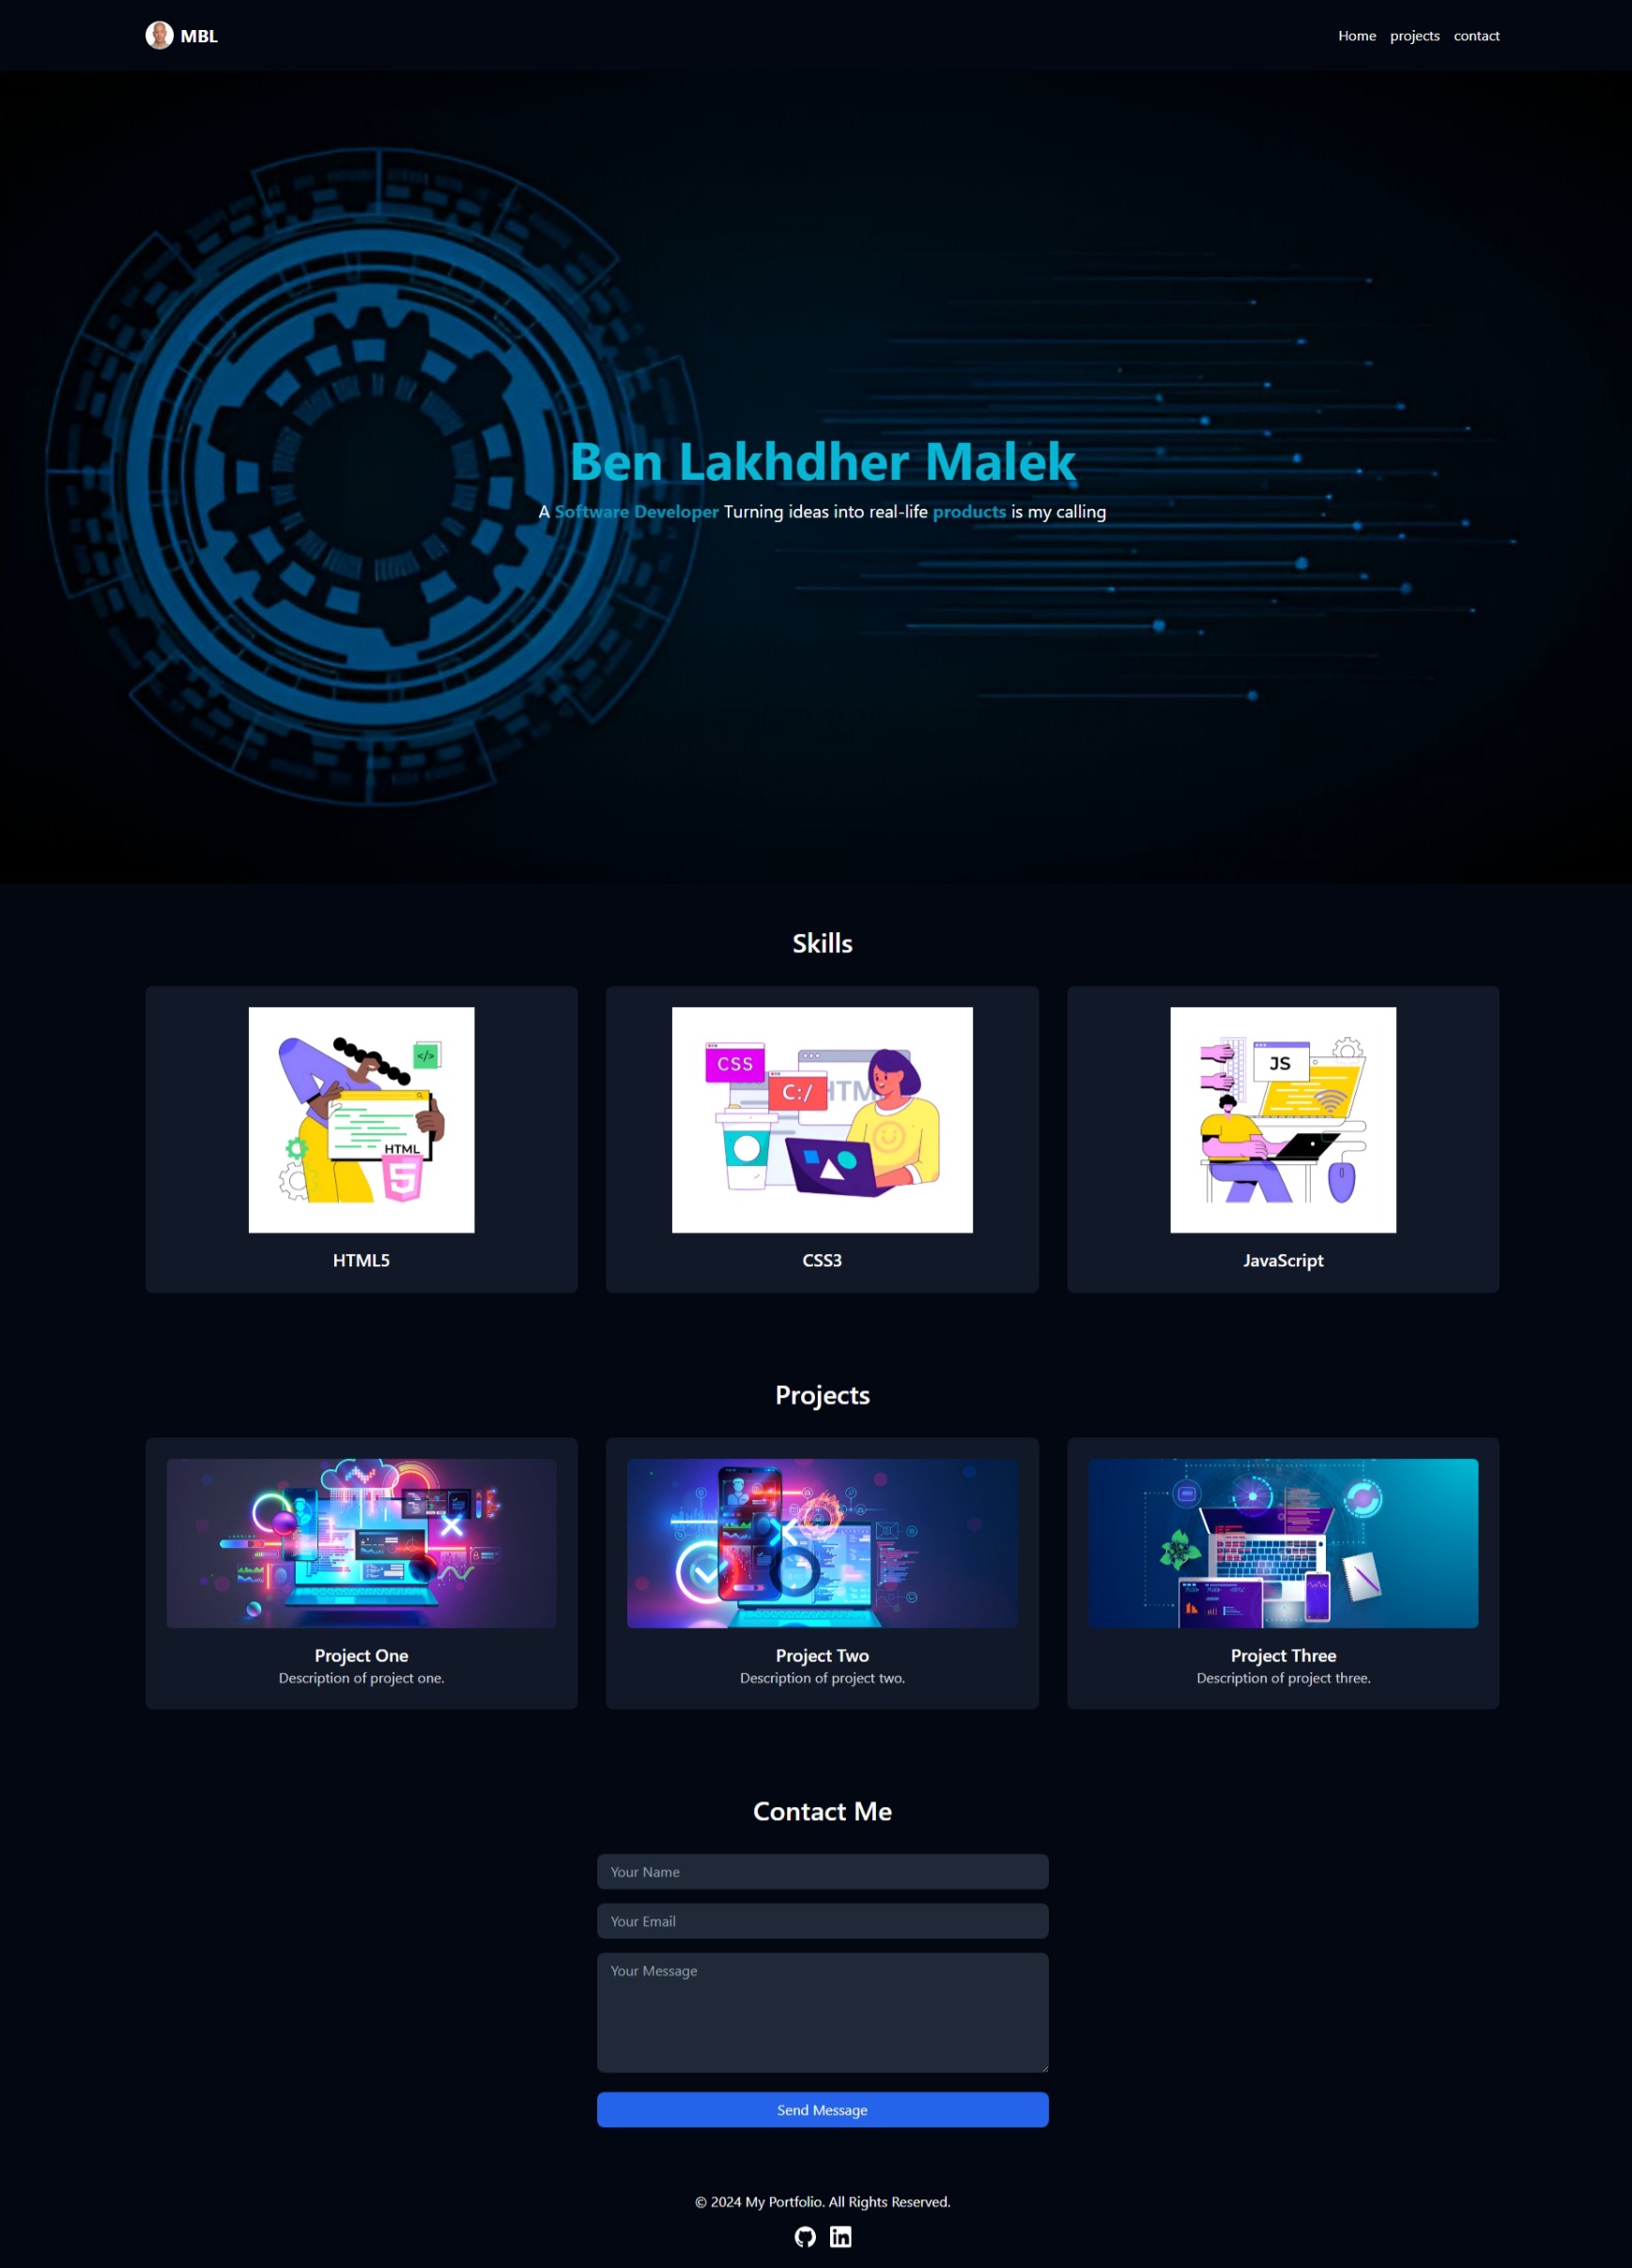 MBL
Home projects contact
Ben Lakhdher Malek
A Software Developer Turning ideas into real-life products is my calling
Skills
</>
HTML
5
HTML5
CSS
C:/
HTM
CSS3
JS
JavaScript
Projects
Project One
Description of project one.
Project Two
Description of project two.
Project Three
Description of project three.
Contact Me
Your Name
Your Email
Your Message
Send Message
© 2024 My Portfolio. All Rights Reserved.
in